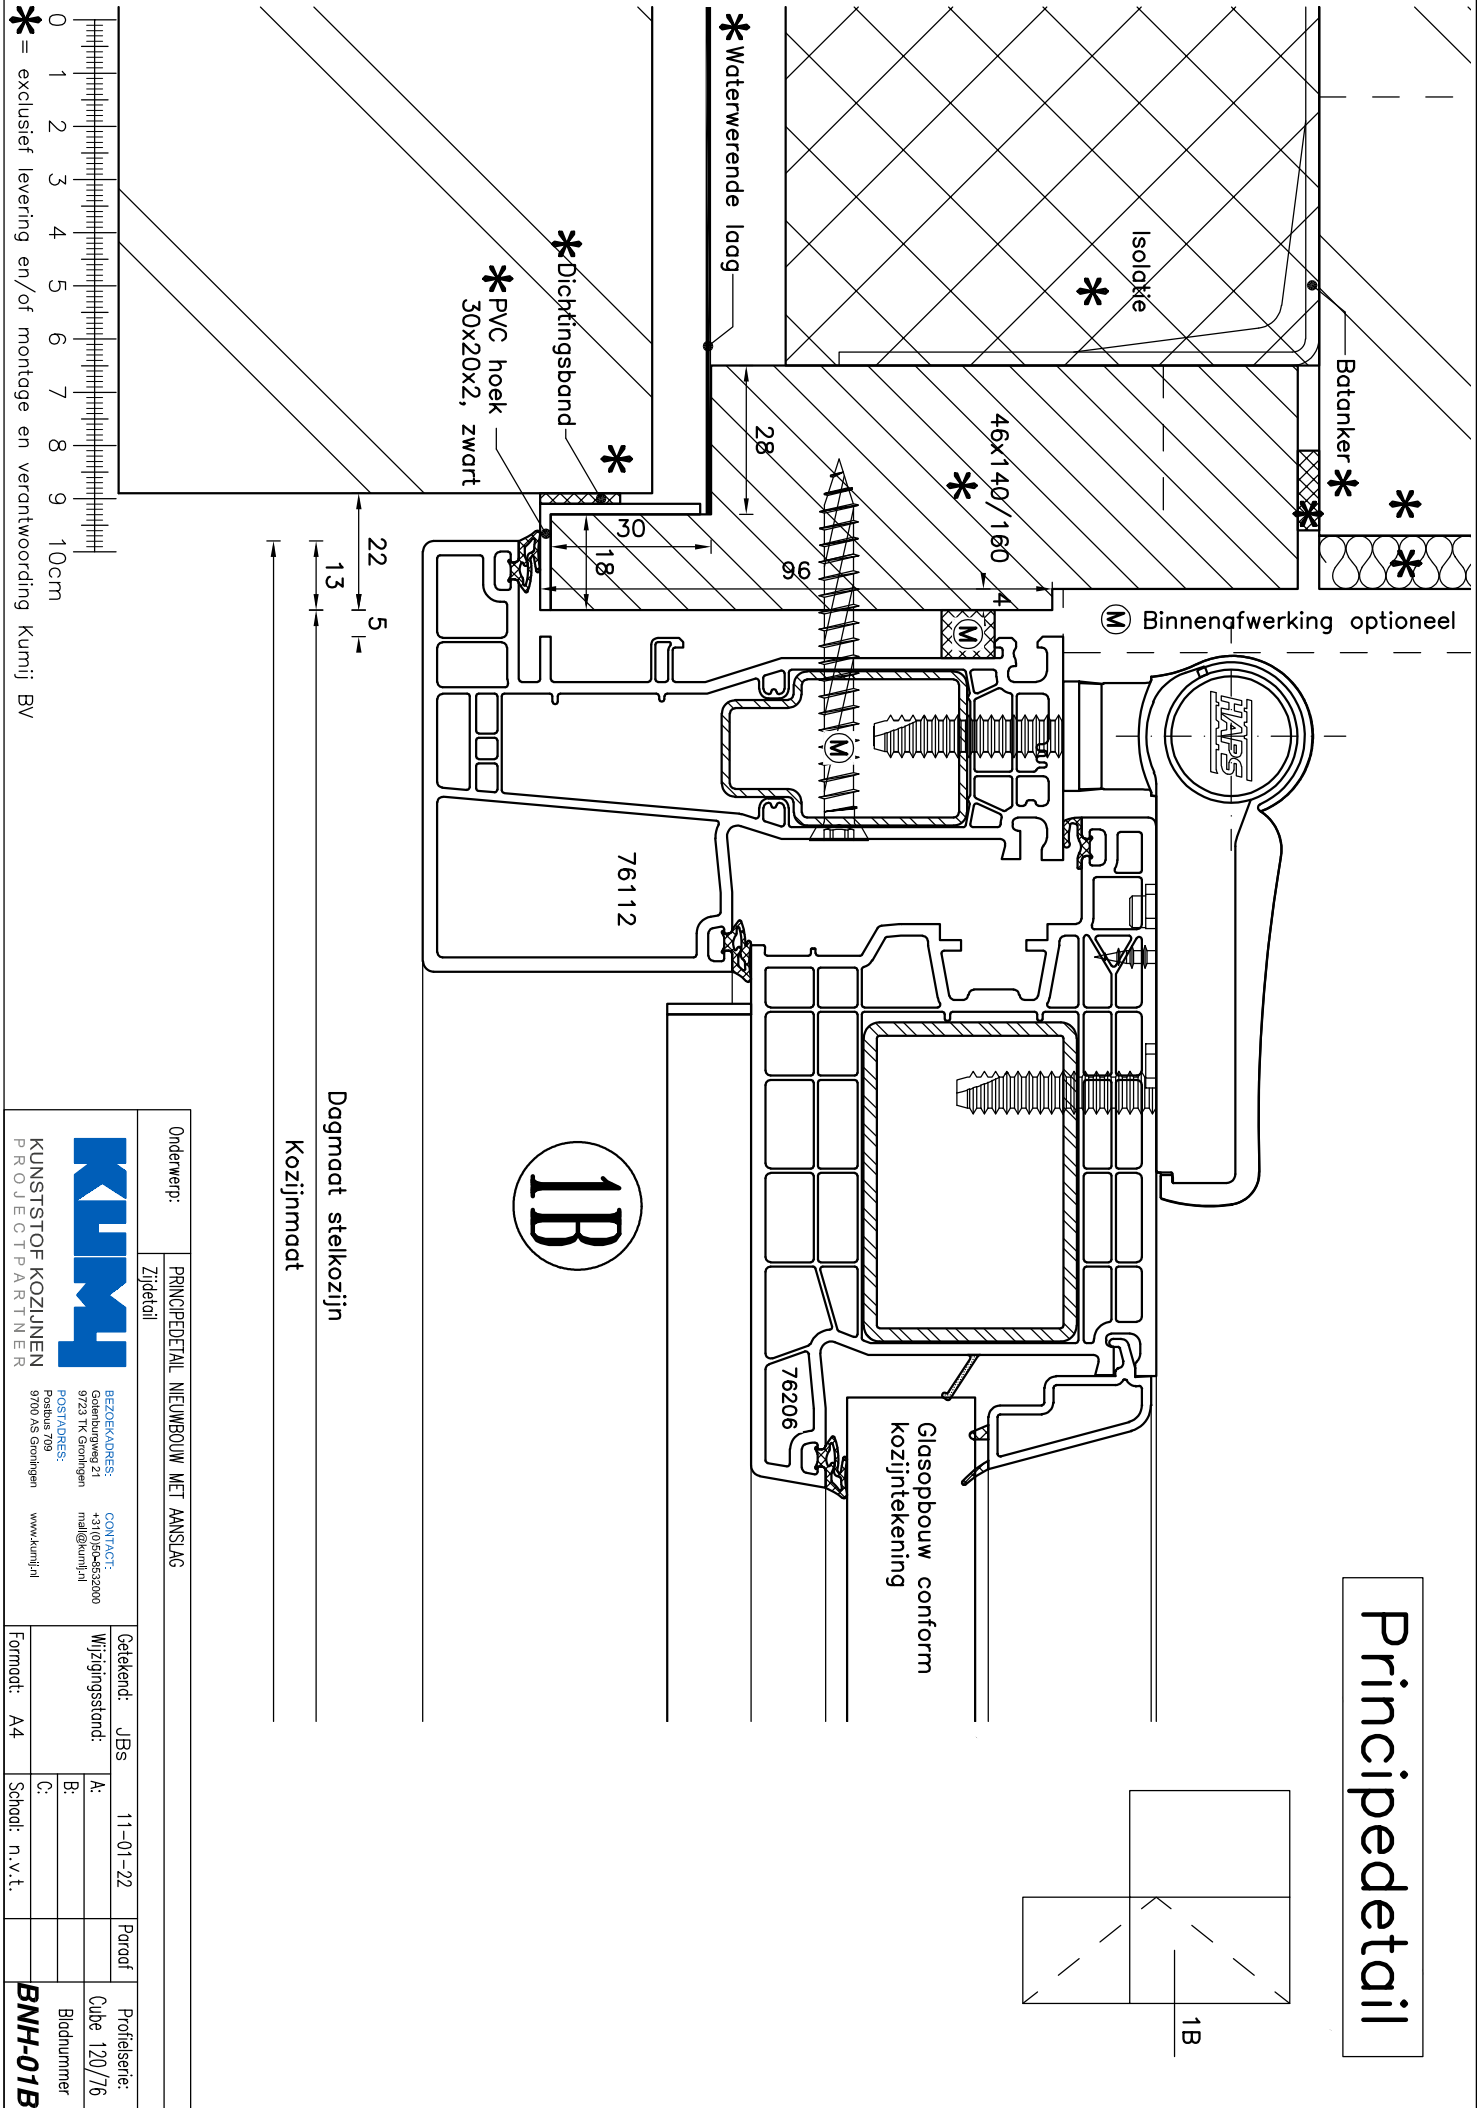 Principedetail
1B
Batanker
Isolatie
Waterwerende laag
Dichtingsband
PVC hoek
30x20x2, zwart
46x140/160
28
30
18
96
4
22
13
5
M Binnenafwerking optioneel
M
M
HAPS
76112
76206
Glasopbouw conform
kozijntekening
1B
Dagmaat stelkozijn
Kozijnmaat
0 1 2 3 4 5 6 7 8 9 10cm
= exclusief levering en/of montage en verantwoording Kumij BV
Onderwerp:
PRINCIPEDETAIL NIEUWBOUW MET AANSLAG
Zijdetail
KUMIJ
KUNSTSTOF KOZIJNEN
PROJECTPARTNER
BEZOEKADRES:
Gotenburgweg 21
9723 TK Groningen
POSTADRES:
Postbus 709
9700 AS Groningen
CONTACT:
+31(0)50-8532000
mail@kumij.nl
www.kumij.nl
Getekend: JBs 11-01-22 Paraaf
Wijzigingsstand: A:
B:
C:
Formaat: A4 Schaal: n.v.t.
Profielserie:
Cube 120/76
Bladnummer
BNH-01B